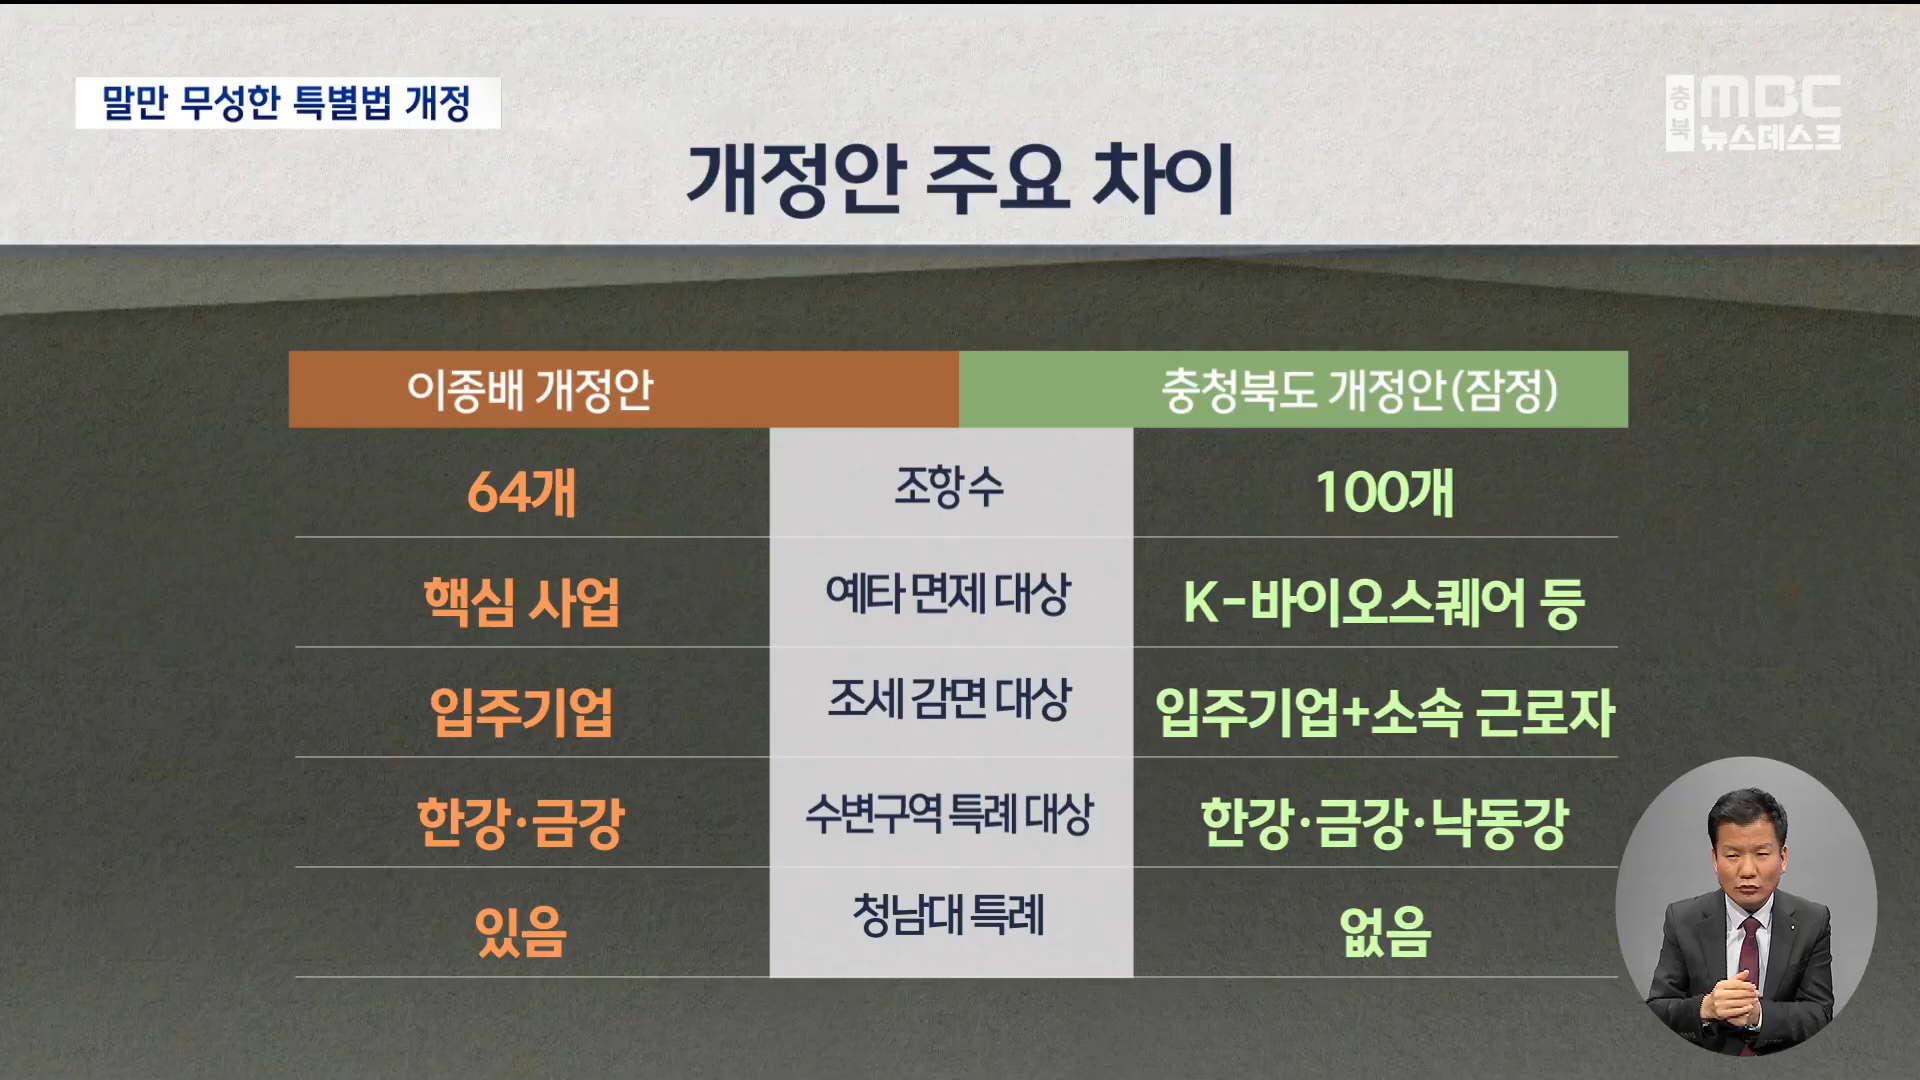 말만 무성한 특별법 개정
충북
MBC
뉴스데스크
개정안 주요 차이
이종배 개정안
충청북도 개정안(잠정)
64개
조항 수
100개
핵심 사업
예타 면제 대상
K-바이오스퀘어 등
입주기업
조세 감면 대상
입주기업+소속 근로자
한강·금강
수변구역 특례 대상
한강·금강·낙동강
있음
청남대 특례
없음